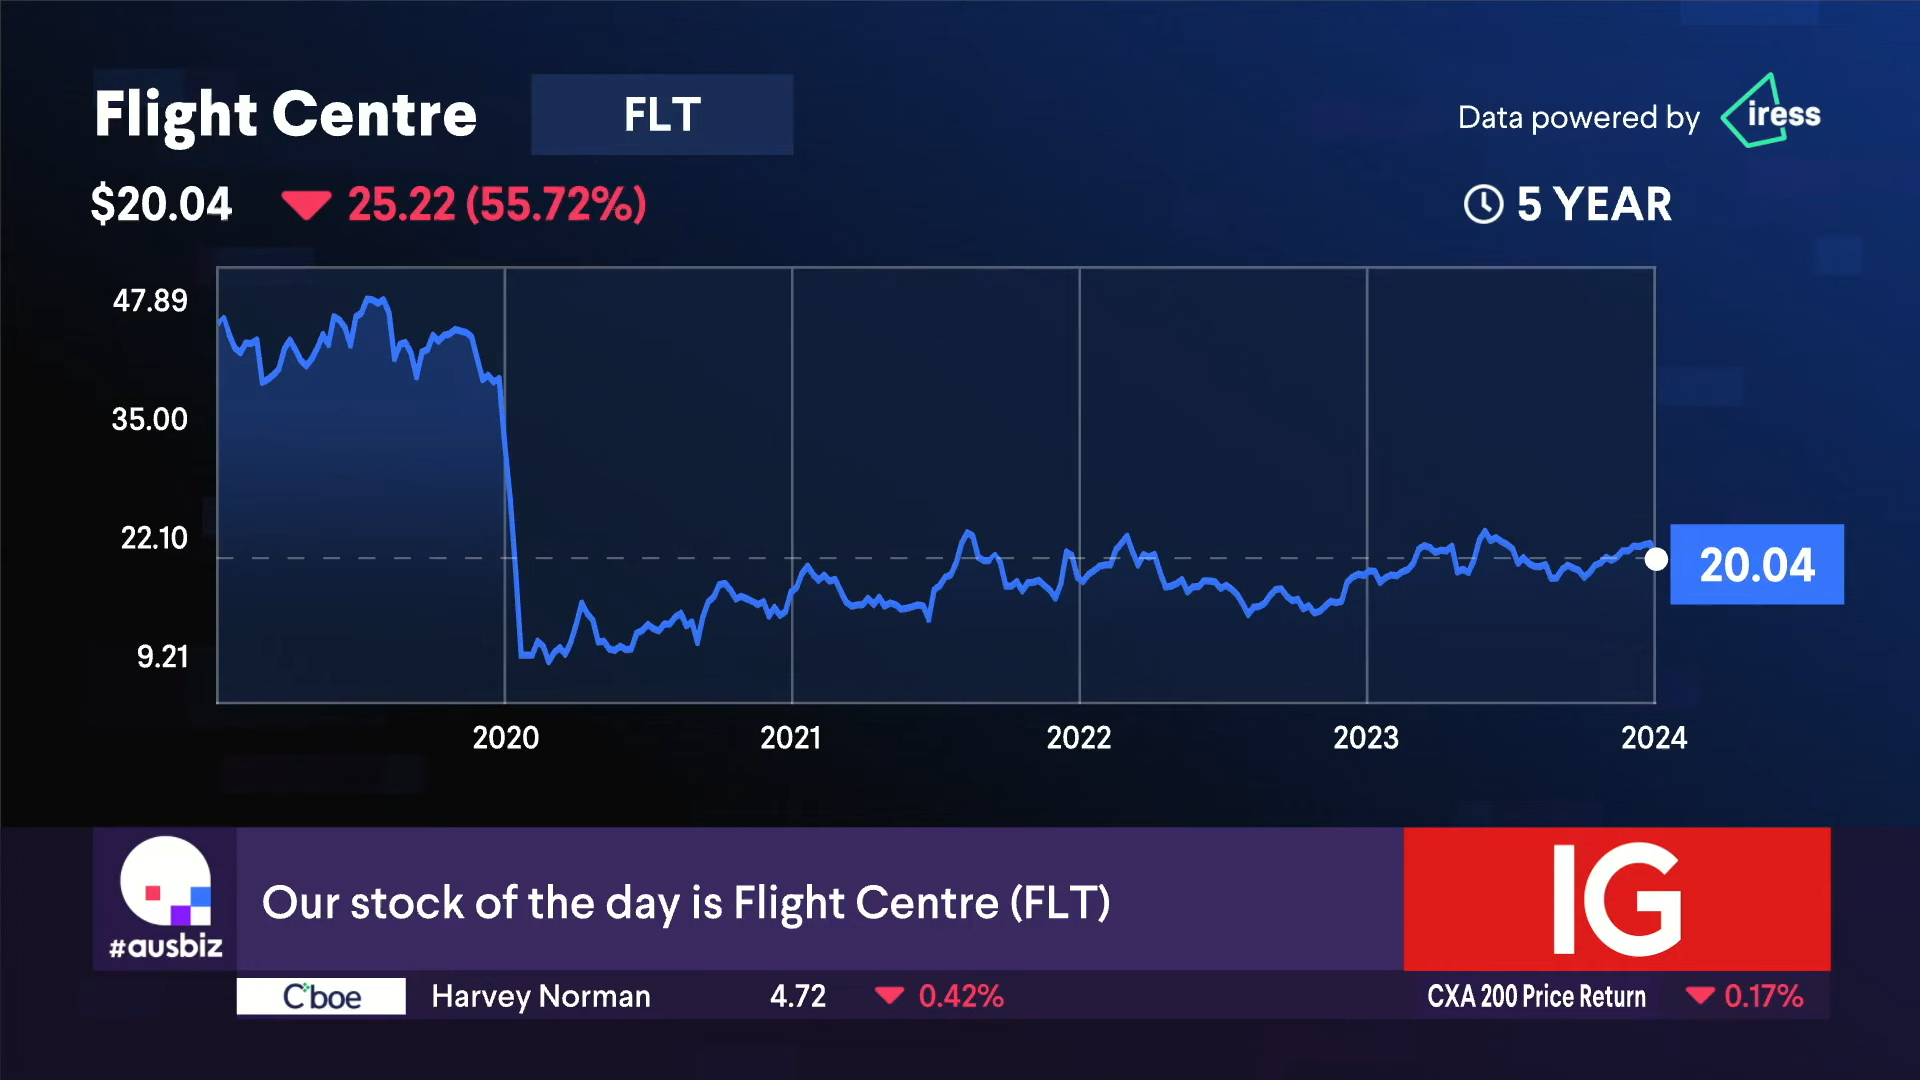 Flight Centre FLT
Data powered by iress
$20.04 25.22 (55.72%)
5 YEAR
47.89
35.00
22.10
9.21
20.04
2020 2021 2022 2023 2024
#ausbiz
Our stock of the day is Flight Centre (FLT)
IG
Cboe Harvey Norman 4.72 0.42%
CXA 200 Price Return 0.17%